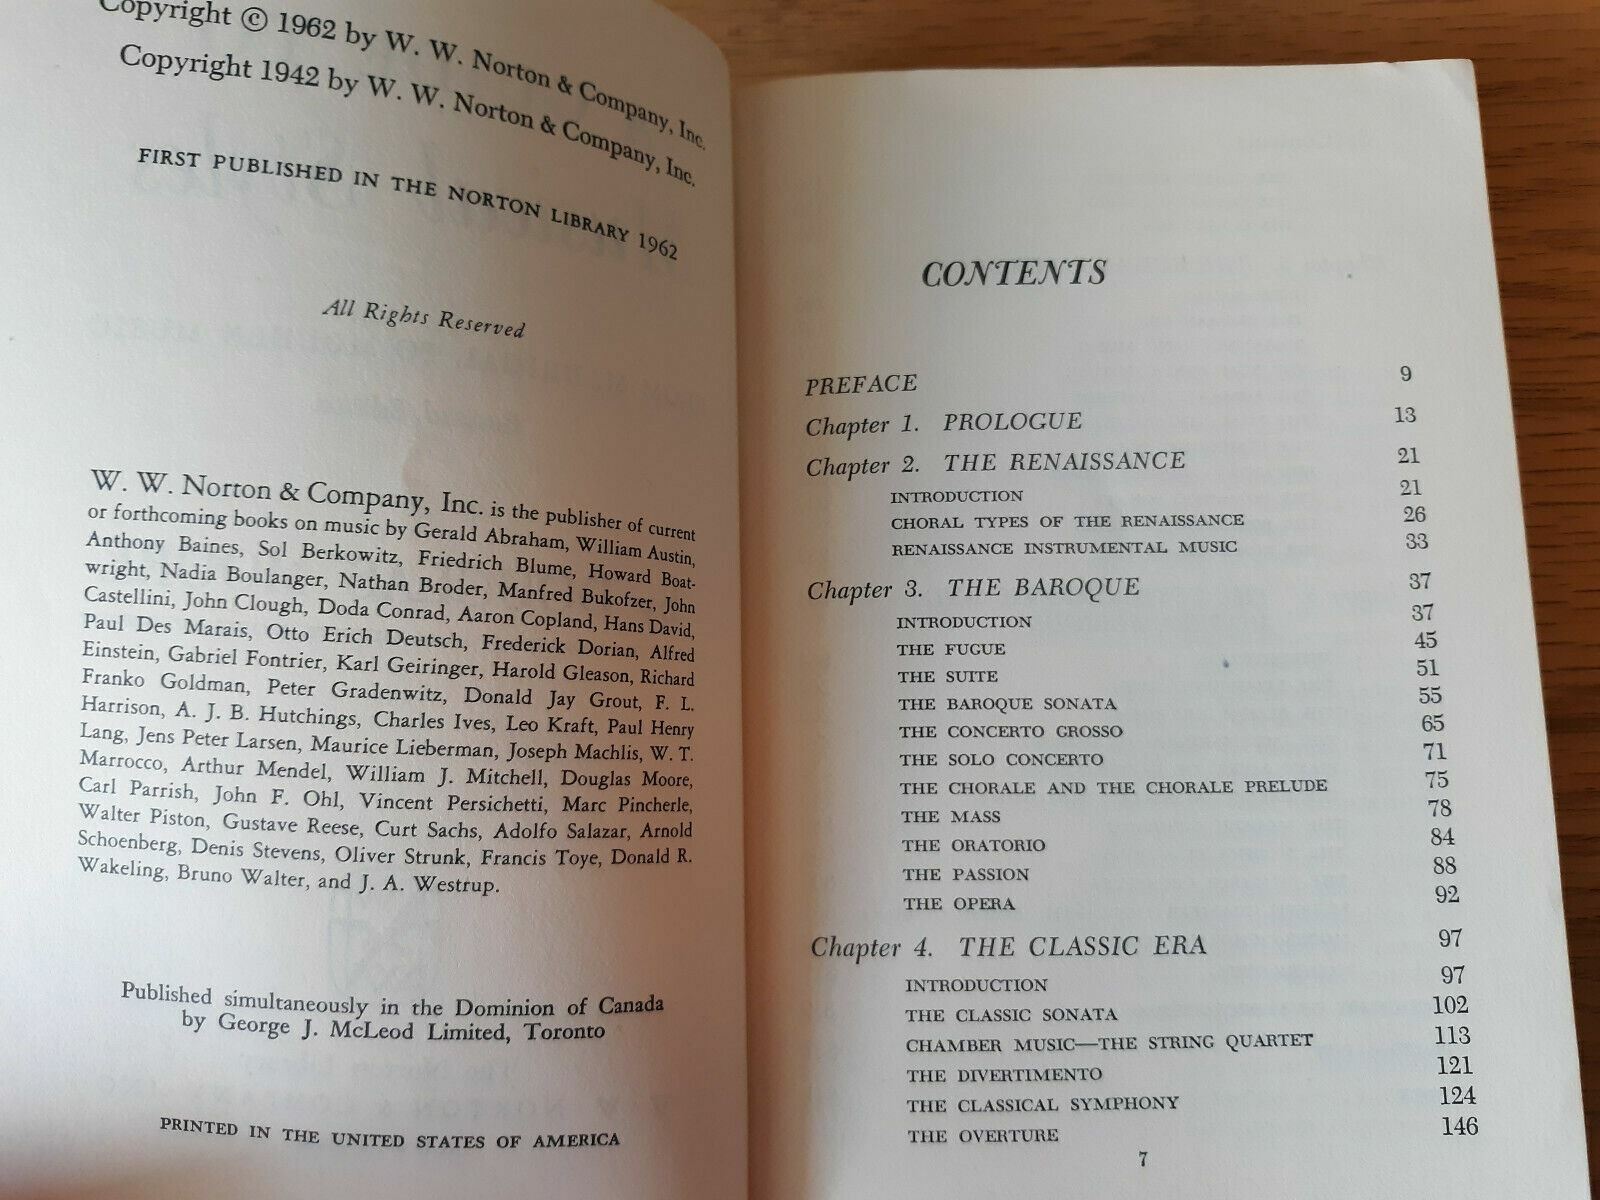 Copyright © 1962 by W. W. Norton & Company, Inc.
Copyright 1942 by W. W. Norton & Company, Inc.
FIRST PUBLISHED IN THE NORTON LIBRARY 1962
All Rights Reserved
W. W. Norton & Company, Inc. is the publisher of current
or forthcoming books on music by Gerald Abraham, William Austin,
Anthony Baines, Sol Berkowitz, Friedrich Blume, Howard Boat-
wright, Nadia Boulanger, Nathan Broder, Manfred Bukofzer, John
Castellini, John Clough, Doda Conrad, Aaron Copland, Hans David,
Paul Des Marais, Otto Erich Deutsch, Frederick Dorian, Alfred
Einstein, Gabriel Fontrier, Karl Geiringer, Harold Gleason, Richard
Franko Goldman, Peter Gradenwitz, Donald Jay Grout, F. L.
Harrison, A. J. B. Hutchings, Charles Ives, Leo Kraft, Paul Henry
Lang, Jens Peter Larsen, Maurice Lieberman, Joseph Machlis, W. T.
Marrocco, Arthur Mendel, William J. Mitchell, Douglas Moore,
Carl Parrish, John F. Ohl, Vincent Persichetti, Marc Pincherle,
Walter Piston, Gustave Reese, Curt Sachs, Adolfo Salazar, Arnold
Schoenberg, Denis Stevens, Oliver Strunk, Francis Toye, Donald R.
Wakeling, Bruno Walter, and J. A. Westrup.
Published simultaneously in the Dominion of Canada
by George J. McLeod Limited, Toronto
PRINTED IN THE UNITED STATES OF AMERICA
CONTENTS
PREFACE 9
Chapter 1. PROLOGUE 13
Chapter 2. THE RENAISSANCE 21
INTRODUCTION 21
CHORAL TYPES OF THE RENAISSANCE 26
RENAISSANCE INSTRUMENTAL MUSIC 33
Chapter 3. THE BAROQUE 37
INTRODUCTION 37
THE FUGUE 45
THE SUITE 51
THE BAROQUE SONATA 55
THE CONCERTO GROSSO 65
THE SOLO CONCERTO 71
THE CHORALE AND THE CHORALE PRELUDE 75
THE MASS 78
THE ORATORIO 84
THE PASSION 88
THE OPERA 92
Chapter 4. THE CLASSIC ERA 97
INTRODUCTION 97
THE CLASSIC SONATA 102
CHAMBER MUSIC—THE STRING QUARTET 113
THE DIVERTIMENTO 121
THE CLASSICAL SYMPHONY 124
THE OVERTURE 146
7